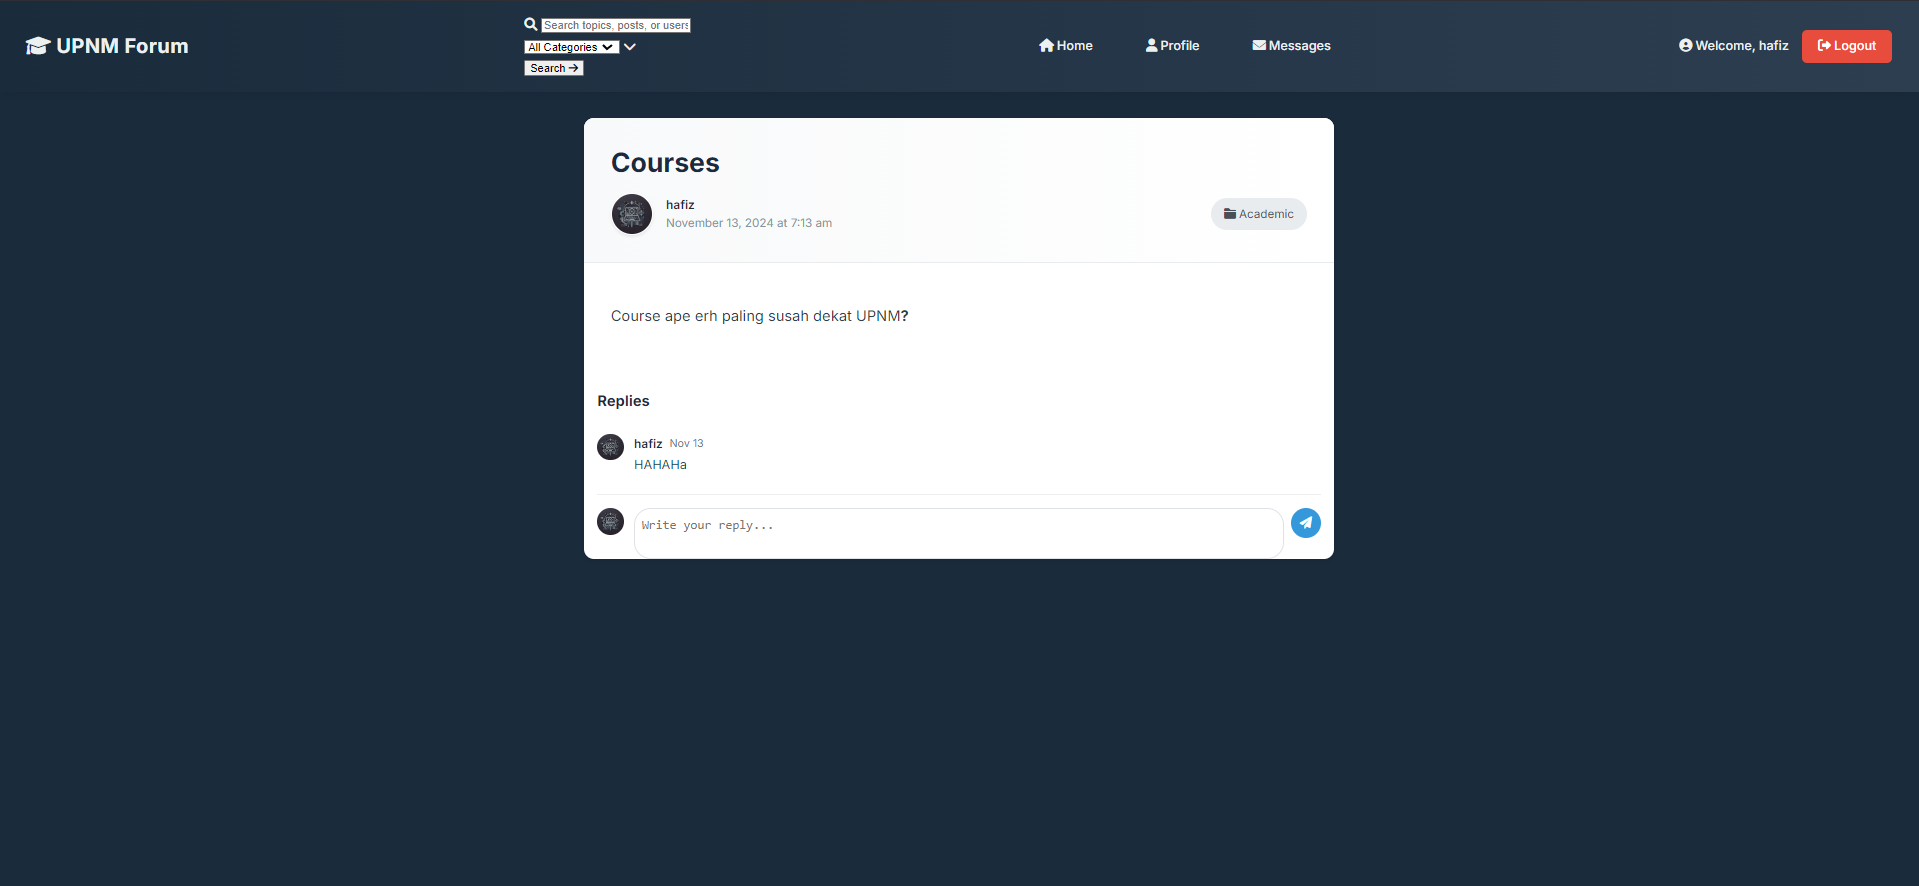 UPNM Forum
Search topics, posts, or users
All Categories
Search
Home
Profile
Messages
Welcome, hafiz
Logout
Courses
hafiz
November 13, 2024 at 7:13 am
Academic
Course ape erh paling susah dekat UPNM?
Replies
hafiz Nov 13
HAHAHa
Write your reply...